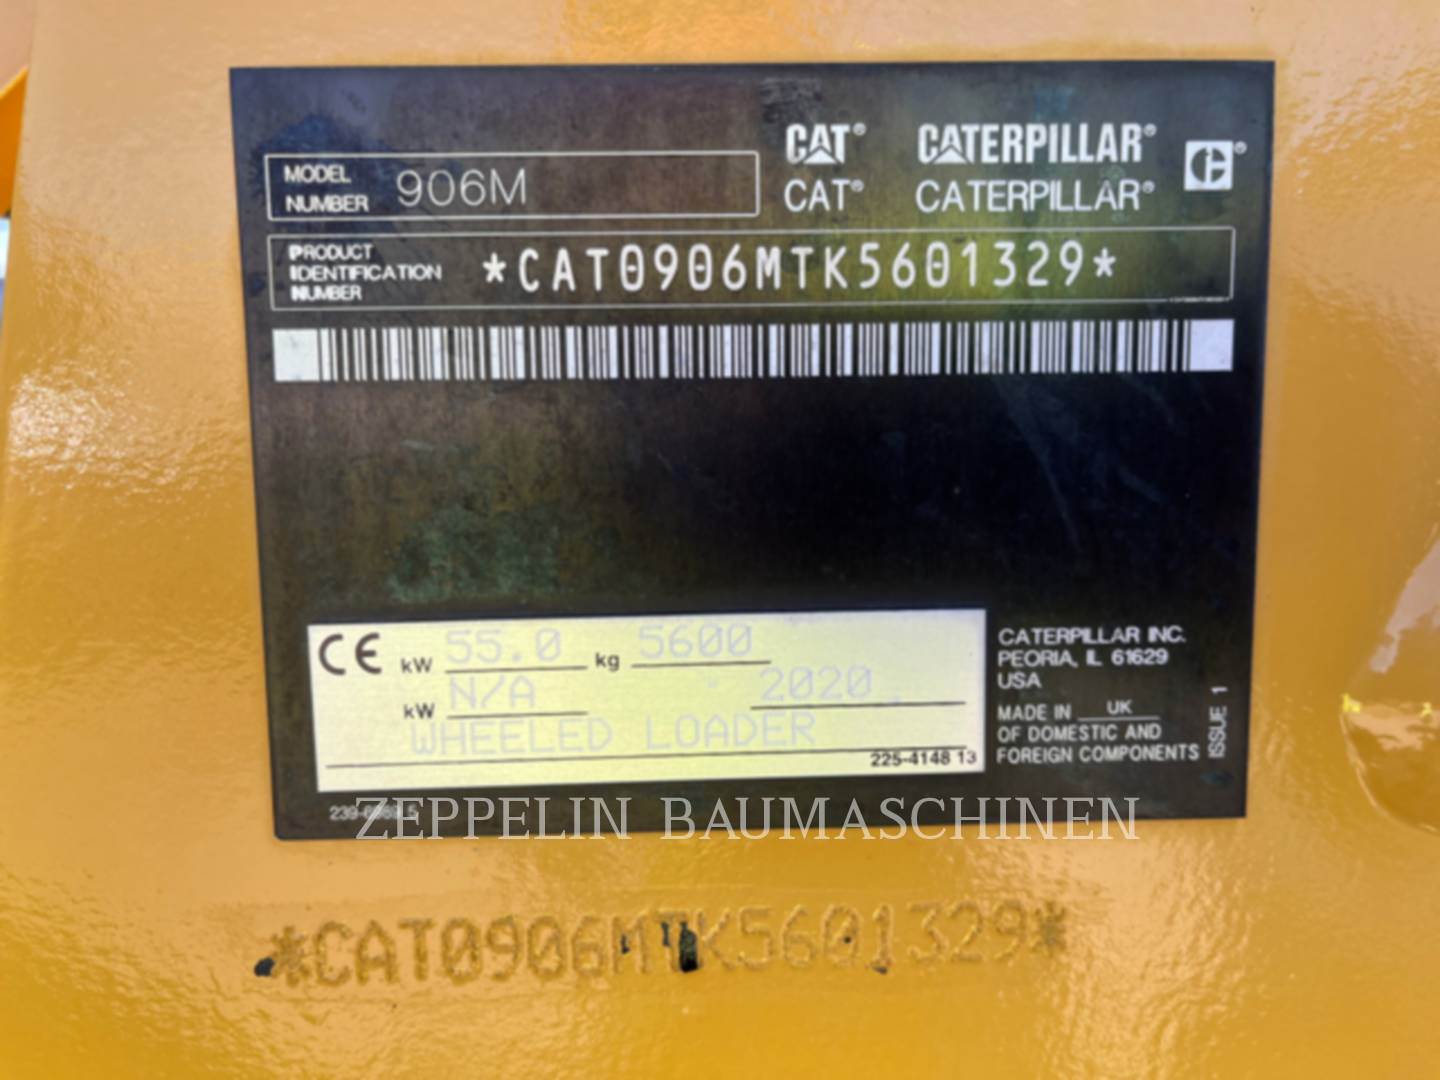 CAT® CATERPILLAR®
CAT® CATERPILLAR®
MODEL NUMBER 906M
PRODUCT IDENTIFICATION NUMBER *CAT0906MTK5601329*
CE kW 55.0 kg 5600
kW N/A 2020
WHEELED LOADER
225-4148 13
CATERPILLAR INC.
PEORIA, IL 61629
USA
MADE IN UK
OF DOMESTIC AND
FOREIGN COMPONENTS
ISSUE 1
ZEPPELIN BAUMASCHINEN
*CAT0906MTK5601329*